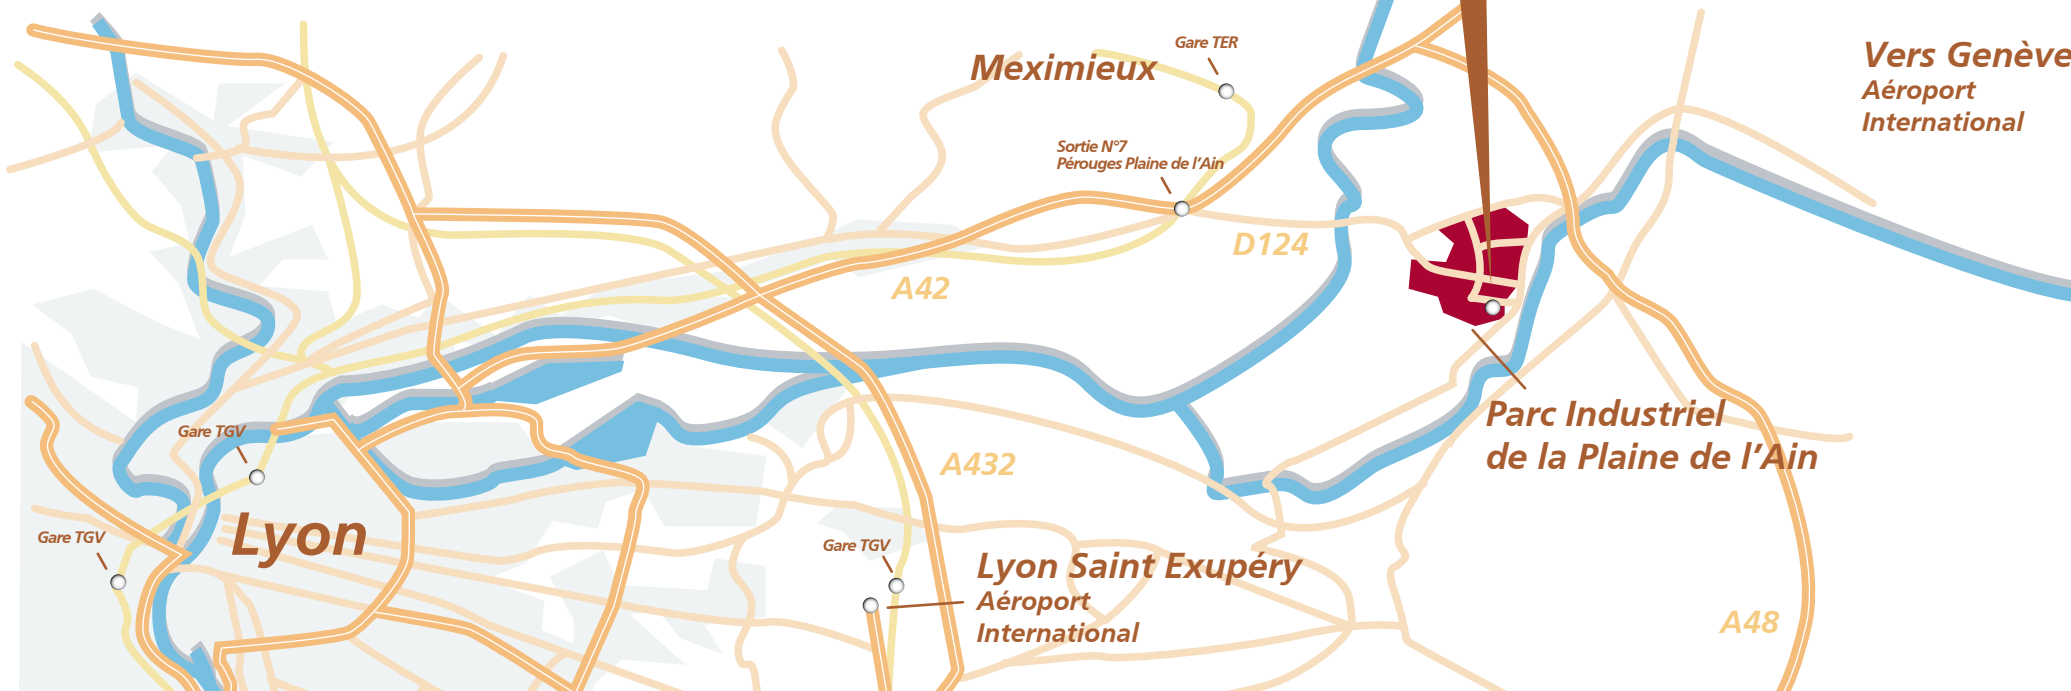 Gare TER
Meximieux
Vers Genève
Aéroport
International
Sortie N°7
Pérouges Plaine de l'Ain
D124
A42
Parc Industriel
de la Plaine de l'Ain
Gare TGV
A432
Lyon
Gare TGV
Gare TGV
Lyon Saint Exupéry
Aéroport
International
A48